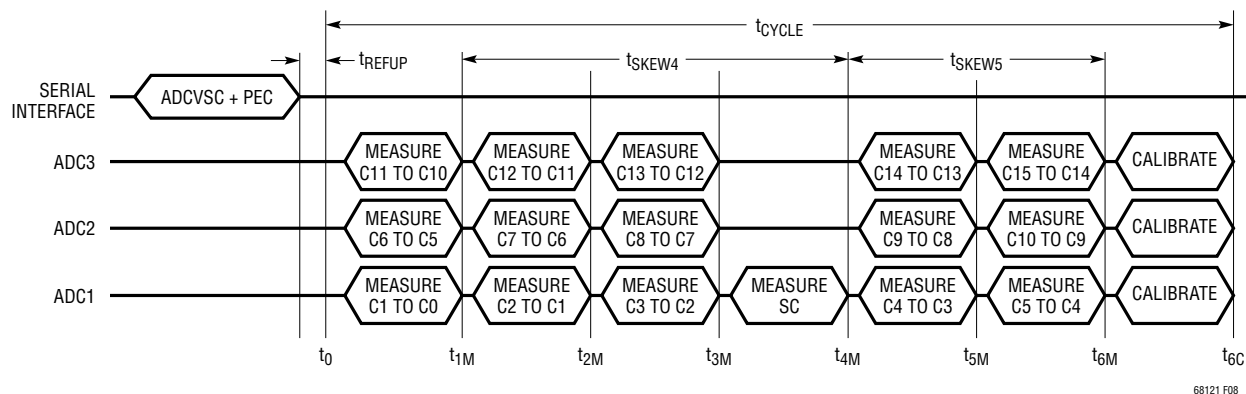 tCYCLE
tREFUP
tSKEW4
tSKEW5
SERIAL
INTERFACE
ADCVSC + PEC
ADC3
MEASURE
C11 TO C10
MEASURE
C12 TO C11
MEASURE
C13 TO C12
MEASURE
C14 TO C13
MEASURE
C15 TO C14
CALIBRATE
ADC2
MEASURE
C6 TO C5
MEASURE
C7 TO C6
MEASURE
C8 TO C7
MEASURE
C9 TO C8
MEASURE
C10 TO C9
CALIBRATE
ADC1
MEASURE
C1 TO C0
MEASURE
C2 TO C1
MEASURE
C3 TO C2
MEASURE
SC
MEASURE
C4 TO C3
MEASURE
C5 TO C4
CALIBRATE
t0
t1M
t2M
t3M
t4M
t5M
t6M
t6C
68121 F08